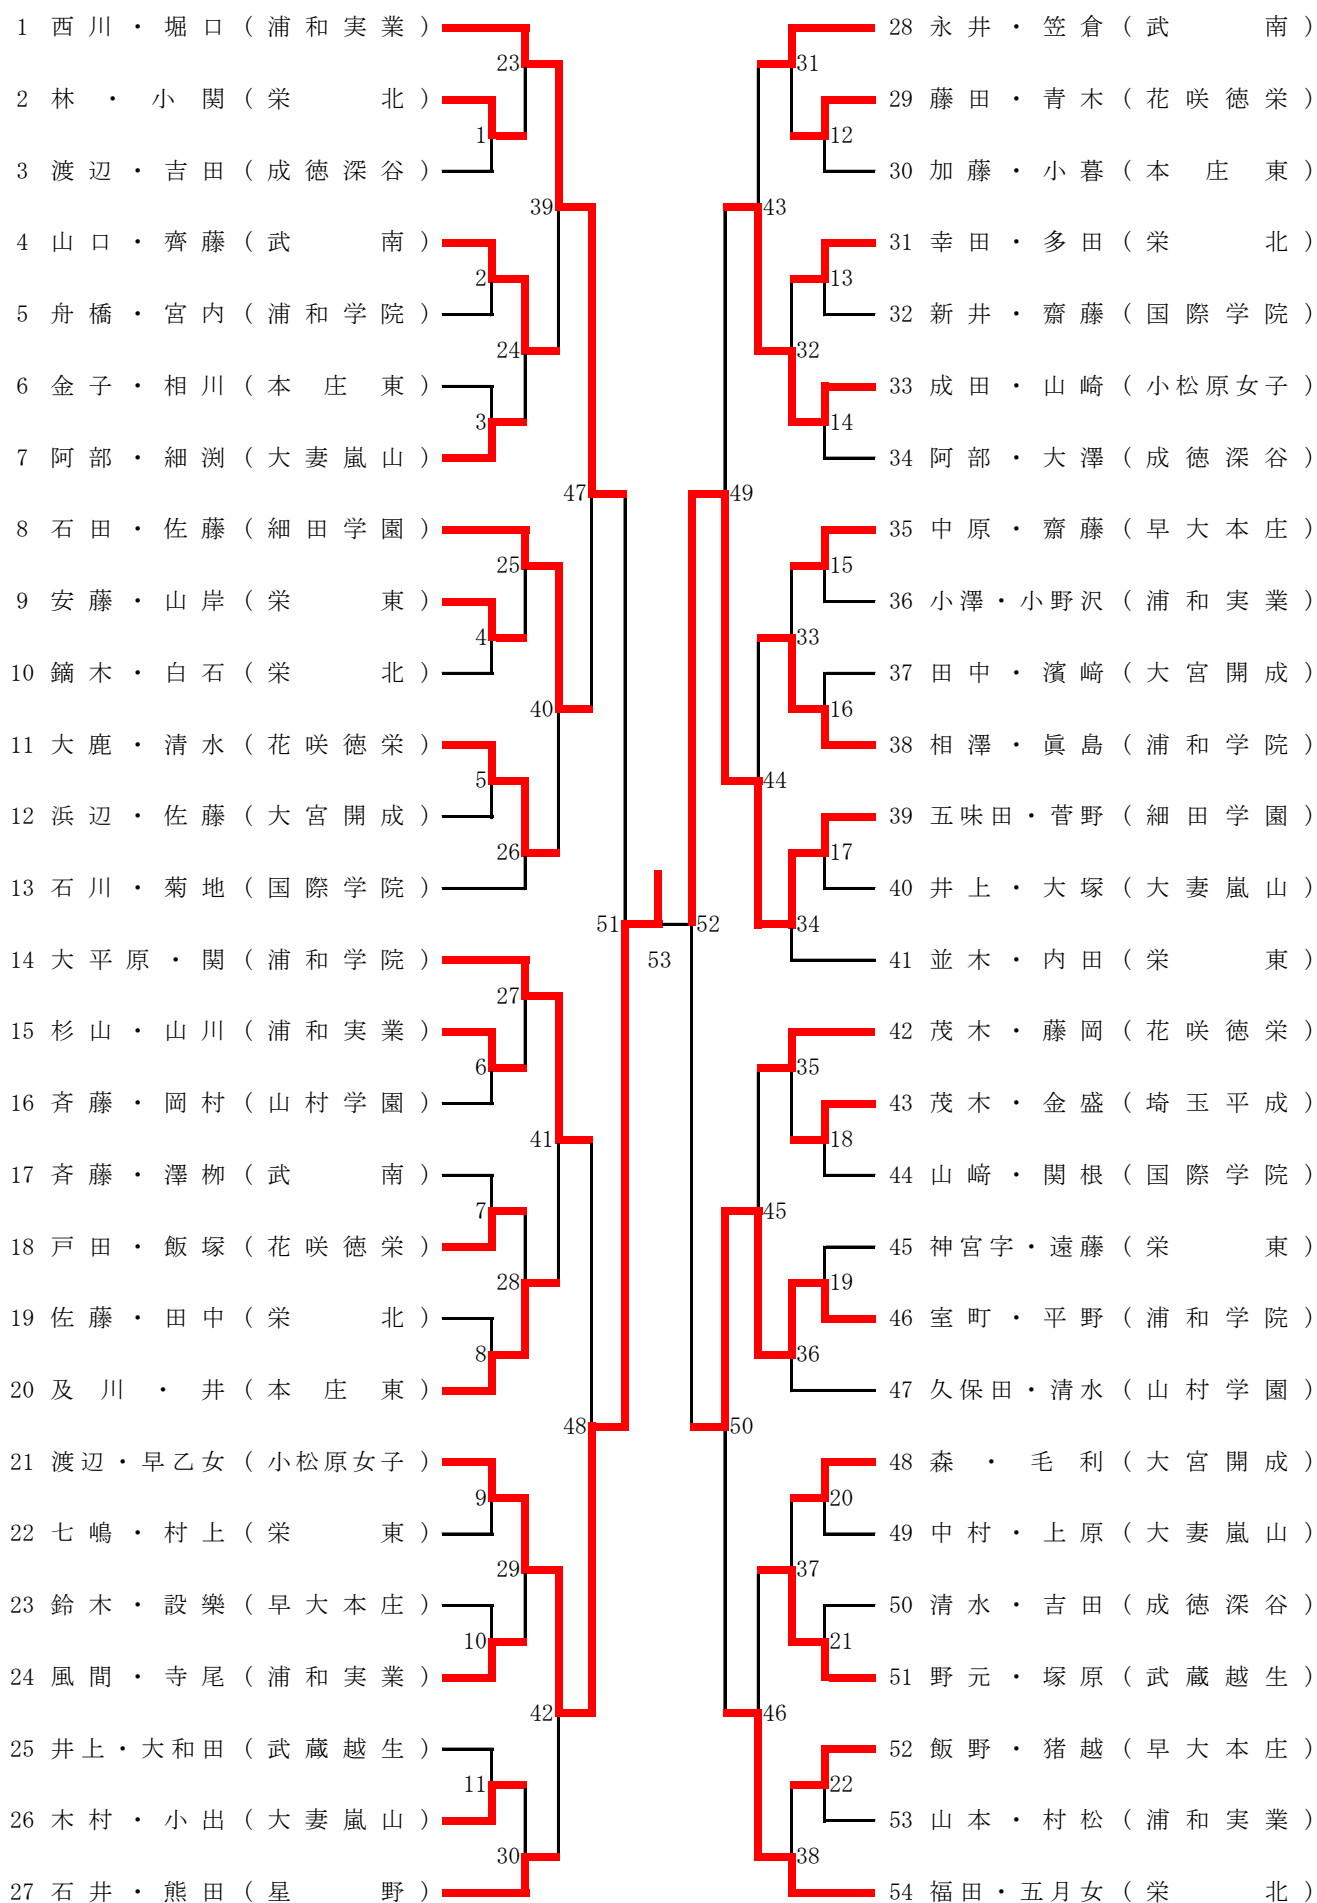 1 西川・堀口(浦和実業)
2 林・小関(栄北)
3 渡辺・吉田(成徳深谷)
4 山口・齊藤(武南)
5 舟橋・宮内(浦和学院)
6 金子・相川(本庄東)
7 阿部・細渕(大妻嵐山)
8 石田・佐藤(細田学園)
9 安藤・山岸(栄東)
10 鏑木・白石(栄北)
11 大鹿・清水(花咲徳栄)
12 浜辺・佐藤(大宮開成)
13 石川・菊地(国際学院)
14 大平原・関(浦和学院)
15 杉山・山川(浦和実業)
16 斉藤・岡村(山村学園)
17 斉藤・澤栁(武南)
18 戸田・飯塚(花咲徳栄)
19 佐藤・田中(栄北)
20 及川・井(本庄東)
21 渡辺・早乙女(小松原女子)
22 七嶋・村上(栄東)
23 鈴木・設樂(早大本庄)
24 風間・寺尾(浦和実業)
25 井上・大和田(武蔵越生)
26 木村・小出(大妻嵐山)
27 石井・熊田(星野)
23
1
39
2
24
3
47
25
4
40
5
26
51
27
6
41
7
28
8
48
9
29
10
42
11
30
53
31
12
43
13
32
14
49
15
33
16
44
17
34
52
35
18
45
19
36
50
20
37
21
46
22
38
28 永井・笠倉(武南)
29 藤田・青木(花咲徳栄)
30 加藤・小暮(本庄東)
31 幸田・多田(栄北)
32 新井・齋藤(国際学院)
33 成田・山崎(小松原女子)
34 阿部・大澤(成徳深谷)
35 中原・齋藤(早大本庄)
36 小澤・小野沢(浦和実業)
37 田中・濱﨑(大宮開成)
38 相澤・眞島(浦和学院)
39 五味田・菅野(細田学園)
40 井上・大塚(大妻嵐山)
41 並木・内田(栄東)
42 茂木・藤岡(花咲徳栄)
43 茂木・金盛(埼玉平成)
44 山﨑・関根(国際学院)
45 神宮字・遠藤(栄東)
46 室町・平野(浦和学院)
47 久保田・清水(山村学園)
48 森・毛利(大宮開成)
49 中村・上原(大妻嵐山)
50 清水・吉田(成徳深谷)
51 野元・塚原(武蔵越生)
52 飯野・猪越(早大本庄)
53 山本・村松(浦和実業)
54 福田・五月女(栄北)